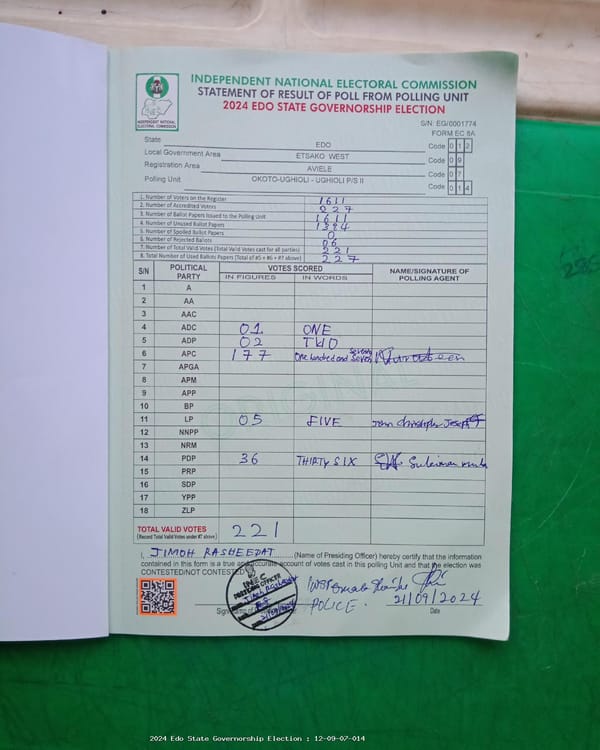 INDEPENDENT NATIONAL ELECTORAL COMMISSION
STATEMENT OF RESULT OF POLL FROM POLLING UNIT
2024 EDO STATE GOVERNORSHIP ELECTION
INDEPENDENT NATIONAL ELECTORAL COMMISSION
S/N: EG/0001774
FORM EC 8A
State EDO Code 0 1 2
Local Government Area ETSAKO WEST Code 0 9
Registration Area AVIELE Code 0 7
Polling Unit OKOTO-UGHIOLI - UGHIOLI P/S II Code 0 1 4
1. Number of Voters on the Register 1611
2. Number of Accredited Voters 227
3. Number of Ballot Papers Issued to the Polling Unit 1611
4. Number of Unused Ballot Papers 1384
5. Number of Spoiled Ballot Papers 0
6. Number of Rejected Ballots 06
7. Number of Total Valid Votes (Total Valid Votes cast for all parties) 221
8. Total Number of Used Ballots Papers (Total of #5 + #6 + #7 above) 227
S/N POLITICAL PARTY VOTES SCORED NAME/SIGNATURE OF POLLING AGENT
IN FIGURES IN WORDS
1 A
2 AA
3 AAC
4 ADC 01 ONE
5 ADP 02 TWO
6 APC 177 One hundred and Seventy Seven
7 APGA
8 APM
9 APP
10 BP
11 LP 05 FIVE John Christopher Joseph
12 NNPP
13 NRM
14 PDP 36 THIRTY SIX Suleiman
15 PRP
16 SDP
17 YPP
18 ZLP
TOTAL VALID VOTES 221
(Record Total Valid Votes under #7 above)
I, JIMOH RASHEEDAT (Name of Presiding Officer) hereby certify that the information
contained in this form is a true and accurate account of votes cast in this polling Unit and that the election was
CONTESTED/NOT CONTESTED
INEC
PRESIDING OFFICER
POLICE. 21/09/2024
Date
2024 Edo State Governorship Election : 12-09-07-014